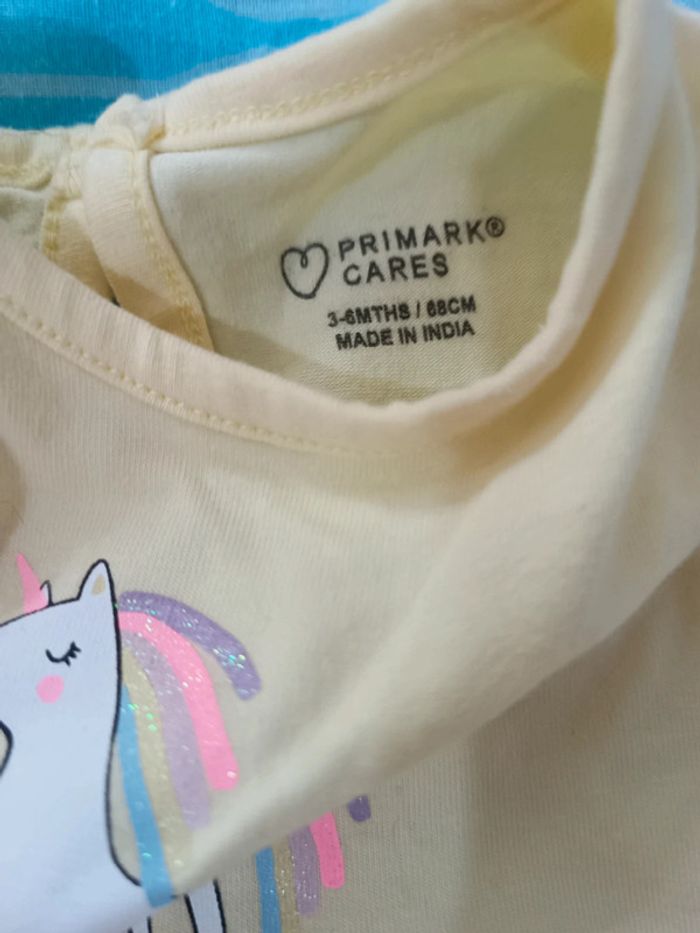 PRIMARK®
CARES
3-6MTHS / 68CM
MADE IN INDIA